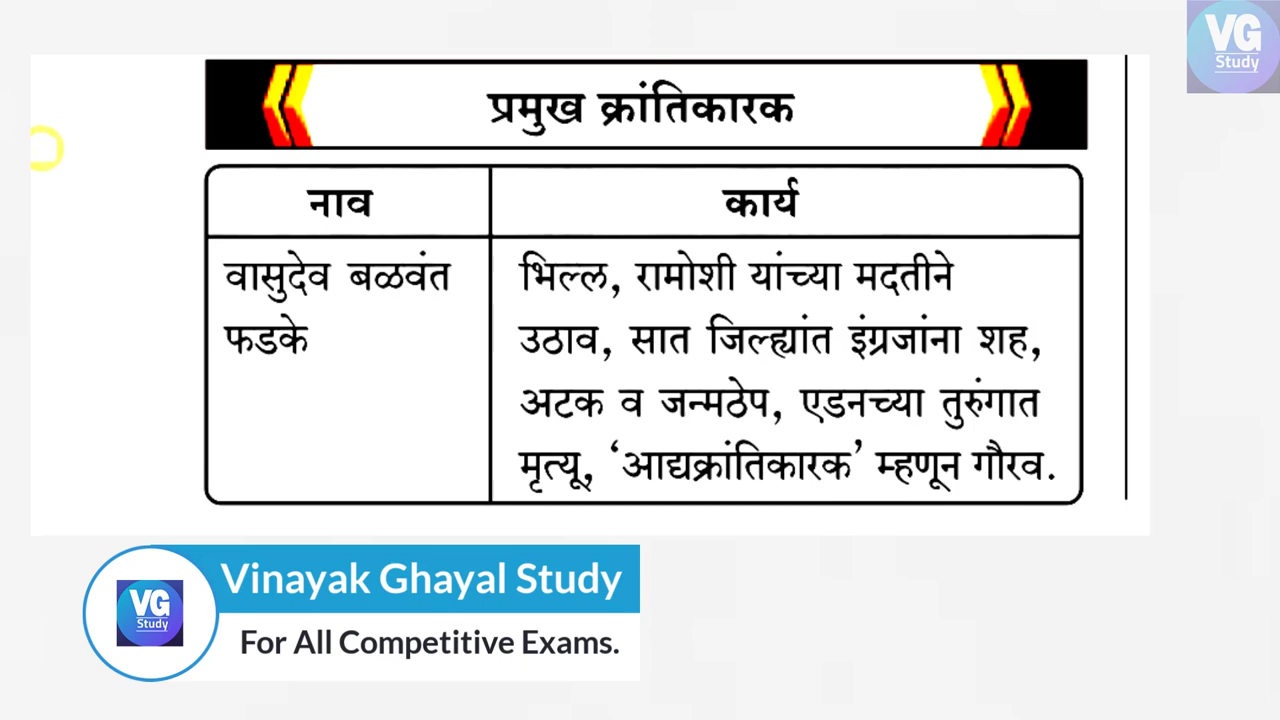 VG
Study
प्रमुख क्रांतिकारक
नाव
कार्य
वासुदेव बळवंत
फडके
भिल्ल, रामोशी यांच्या मदतीने
उठाव, सात जिल्ह्यांत इंग्रजांना शह,
अटक व जन्मठेप, एडनच्या तुरुंगात
मृत्यू, ‘आद्यक्रांतिकारक’ म्हणून गौरव.
VG
Study
Vinayak Ghayal Study
For All Competitive Exams.